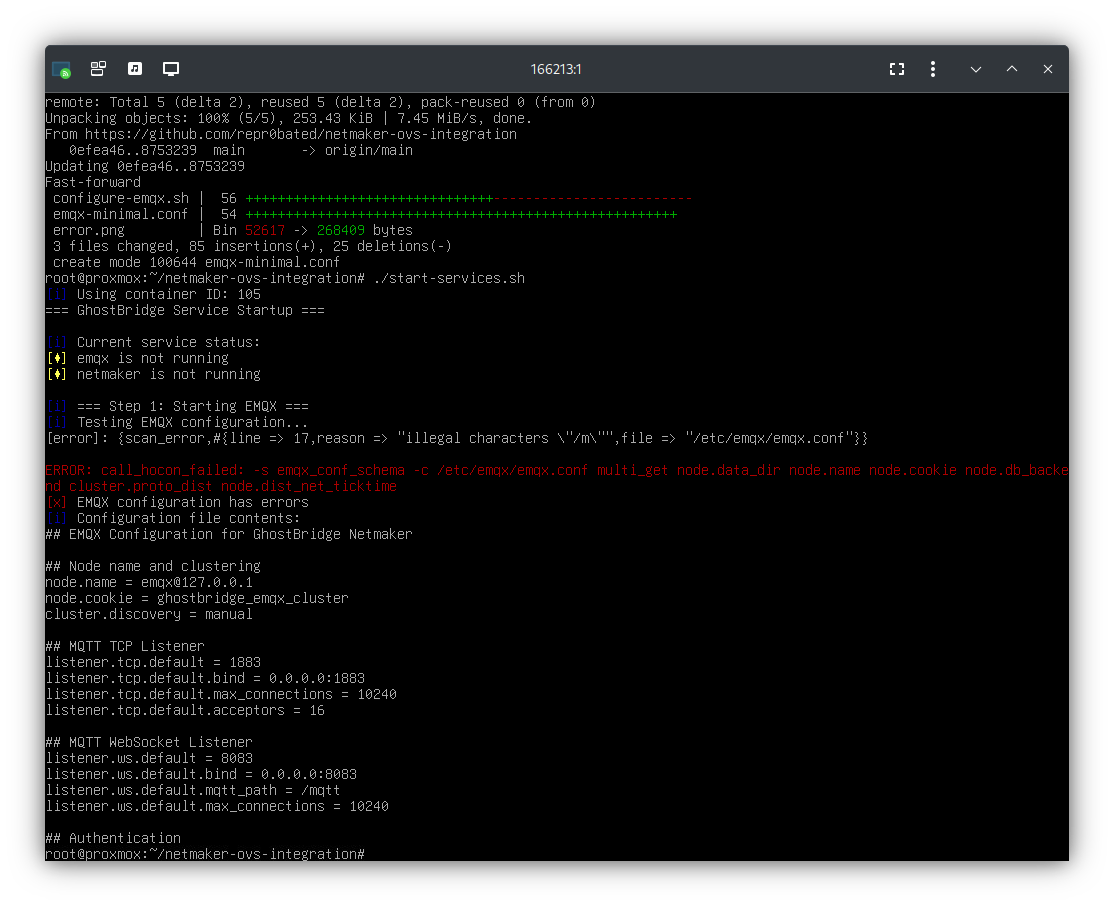 166213:1
remote: Total 5 (delta 2), reused 5 (delta 2), pack-reused 0 (from 0)
Unpacking objects: 100% (5/5), 253.43 KiB | 7.45 MiB/s, done.
From https://github.com/repr0bated/netmaker-ovs-integration
   0efea46..8753239  main       -> origin/main
Updating 0efea46..8753239
Fast-forward
 configure-emqx.sh |  56 +++++++++++++++++++++++++++++++-------------------------
 emqx-minimal.conf |  54 ++++++++++++++++++++++++++++++++++++++++++++++++++++++
 error.png         | Bin 52617 -> 268409 bytes
 3 files changed, 85 insertions(+), 25 deletions(-)
 create mode 100644 emqx-minimal.conf
root@proxmox:~/netmaker-ovs-integration# ./start-services.sh
[!] Using container ID: 105
=== GhostBridge Service Startup ===
[!] Current service status:
[♦] emqx is not running
[♦] netmaker is not running
[!] === Step 1: Starting EMQX ===
[!] Testing EMQX configuration...
[error]: {scan_error,#{line => 17,reason => "illegal characters \"/m\"",file => "/etc/emqx/emqx.conf"}}
ERROR: call_hocon_failed: -s emqx_conf_schema -c /etc/emqx/emqx.conf multi_get node.data_dir node.name node.cookie node.db_backe
nd cluster.proto_dist node.dist_net_ticktime
[x] EMQX configuration has errors
[!] Configuration file contents:
## EMQX Configuration for GhostBridge Netmaker
## Node name and clustering
node.name = emqx@127.0.0.1
node.cookie = ghostbridge_emqx_cluster
cluster.discovery = manual
## MQTT TCP Listener
listener.tcp.default = 1883
listener.tcp.default.bind = 0.0.0.0:1883
listener.tcp.default.max_connections = 10240
listener.tcp.default.acceptors = 16
## MQTT WebSocket Listener
listener.ws.default = 8083
listener.ws.default.bind = 0.0.0.0:8083
listener.ws.default.mqtt_path = /mqtt
listener.ws.default.max_connections = 10240
## Authentication
root@proxmox:~/netmaker-ovs-integration#